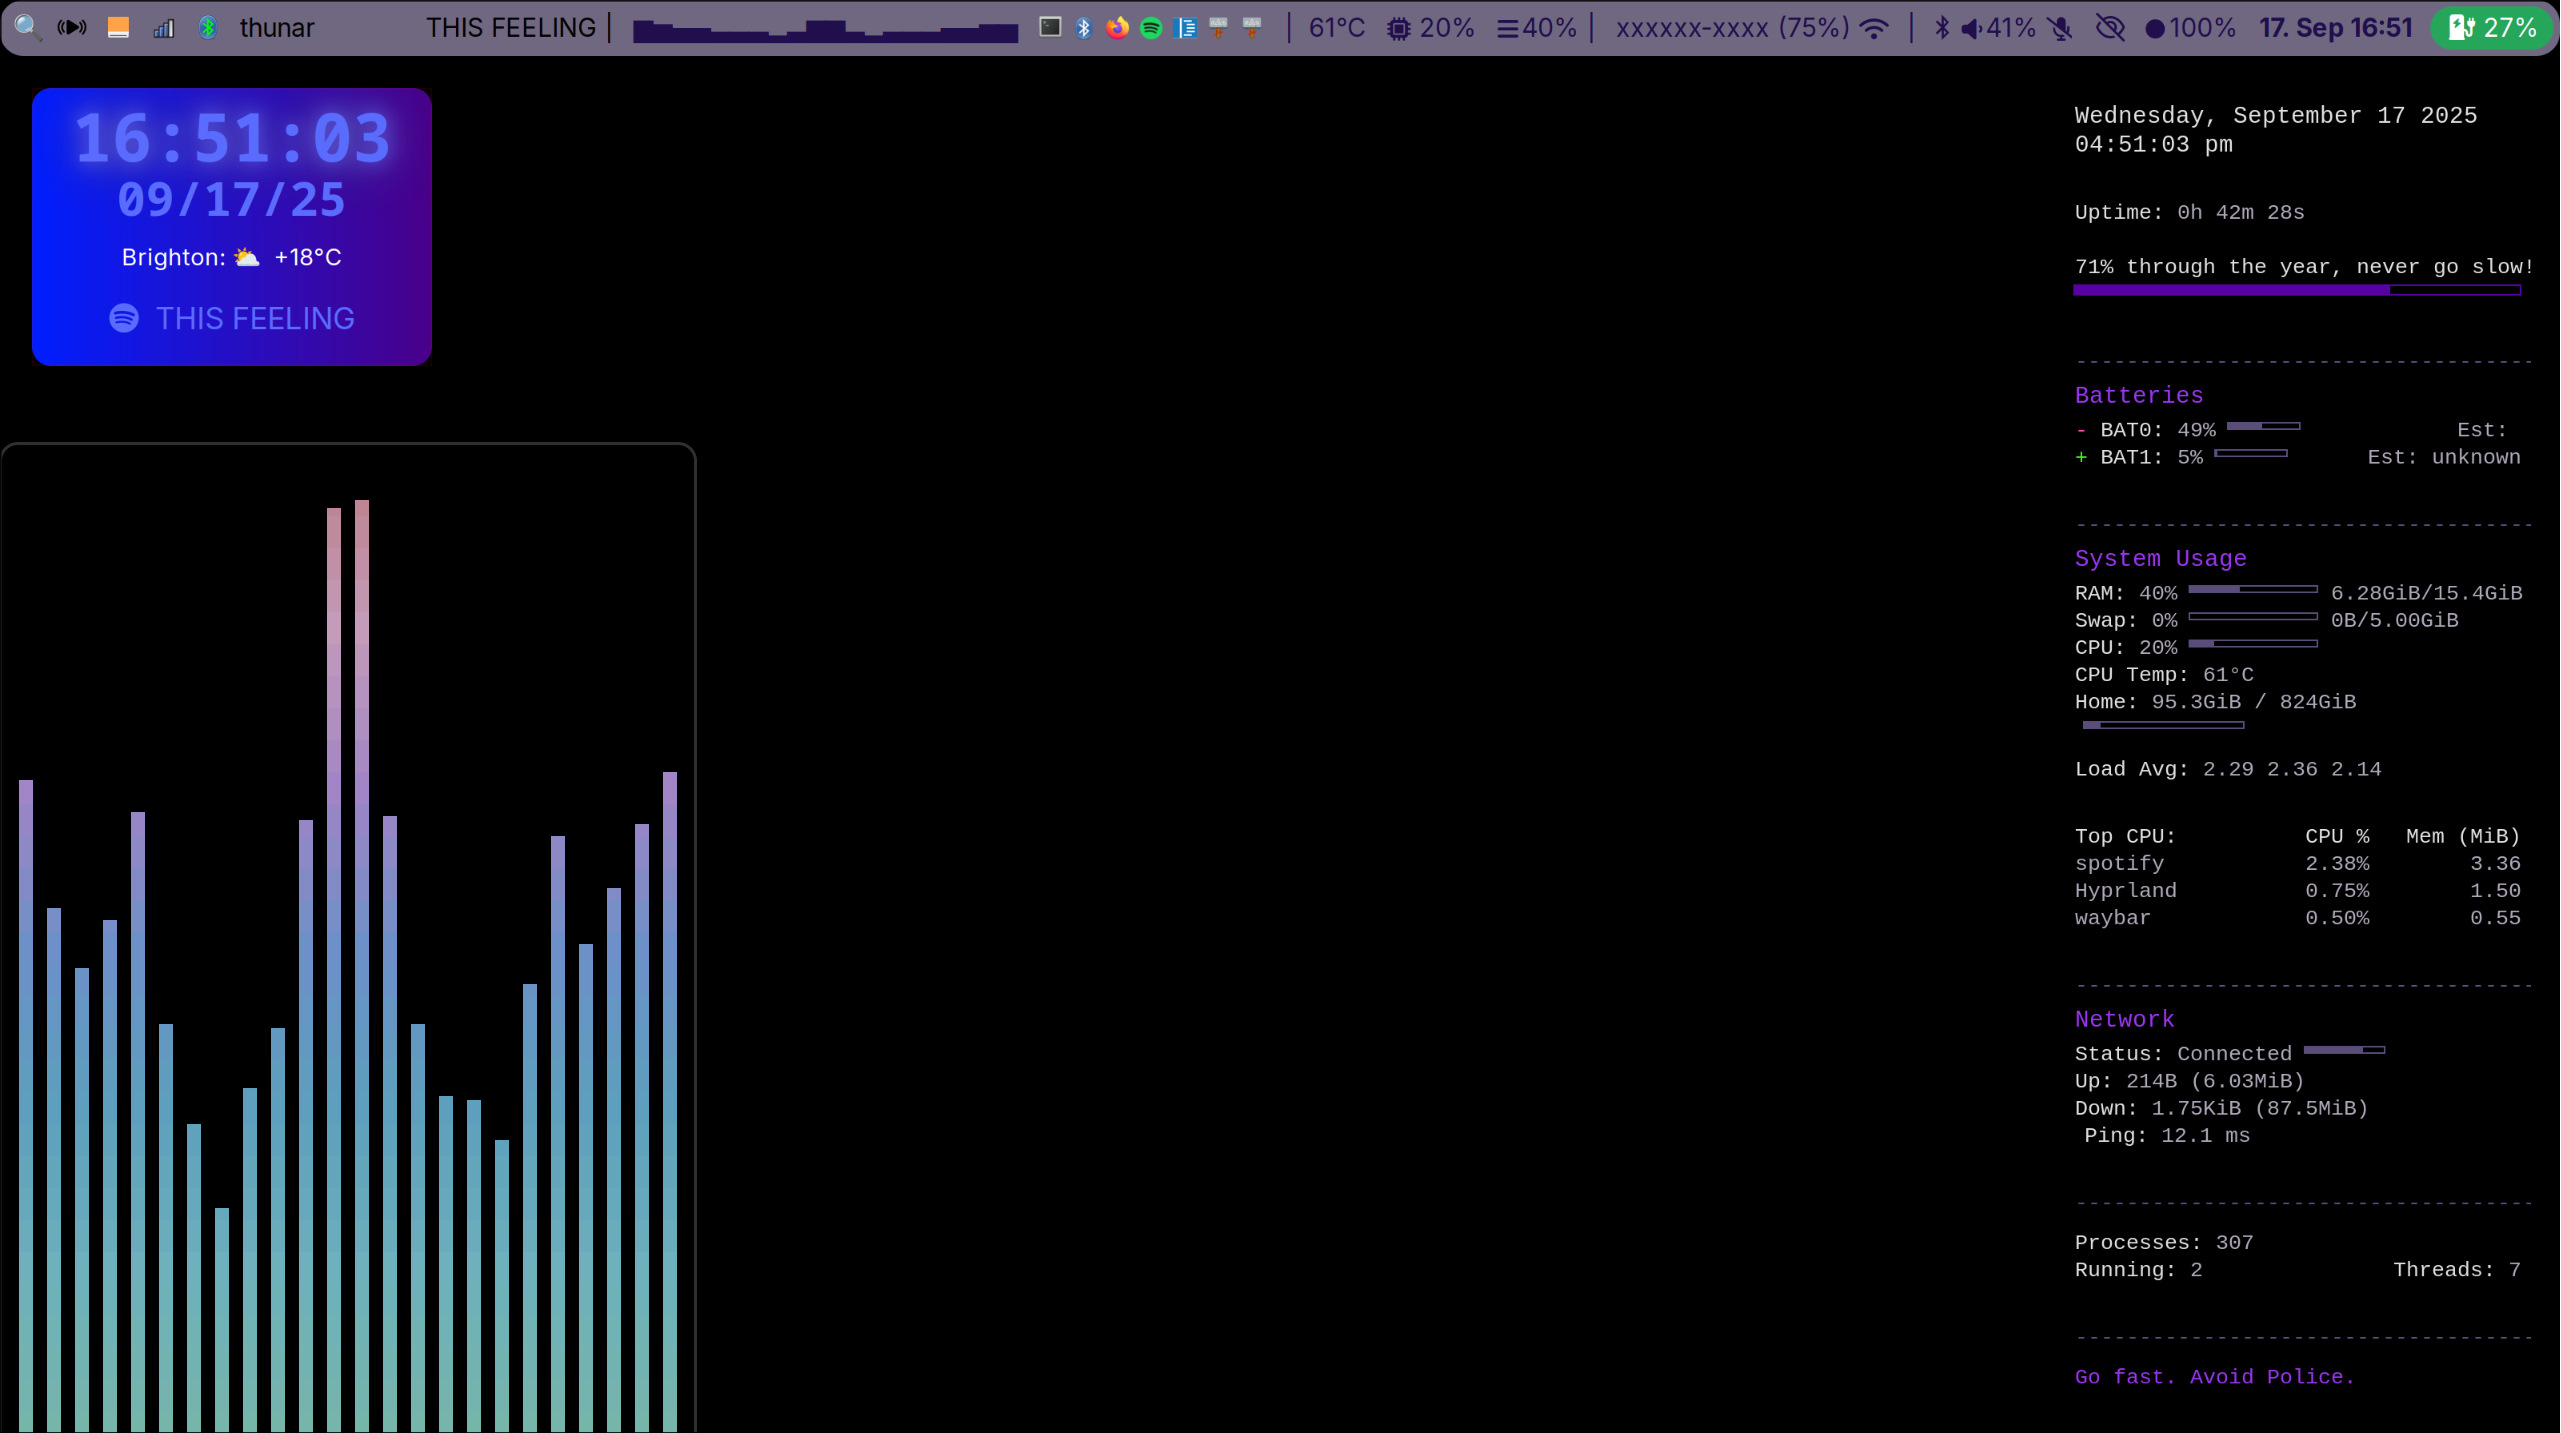 thunar THIS FEELING | | 61°C 20% 40% | xxxxxx-xxxx (75%) | 41% 100% 17. Sep 16:51 27%
16:51:03
09/17/25
Brighton: ⛅ +18°C
THIS FEELING
Wednesday, September 17 2025
04:51:03 pm
Uptime: 0h 42m 28s
71% through the year, never go slow!
-----------------------------------
Batteries
- BAT0: 49% Est:
+ BAT1: 5% Est: unknown
-----------------------------------
System Usage
RAM: 40% 6.28GiB/15.4GiB
Swap: 0% 0B/5.00GiB
CPU: 20%
CPU Temp: 61°C
Home: 95.3GiB / 824GiB
Load Avg: 2.29 2.36 2.14
Top CPU: CPU % Mem (MiB)
spotify 2.38% 3.36
Hyprland 0.75% 1.50
waybar 0.50% 0.55
-----------------------------------
Network
Status: Connected
Up: 214B (6.03MiB)
Down: 1.75KiB (87.5MiB)
Ping: 12.1 ms
-----------------------------------
Processes: 307
Running: 2 Threads: 7
-----------------------------------
Go fast. Avoid Police.